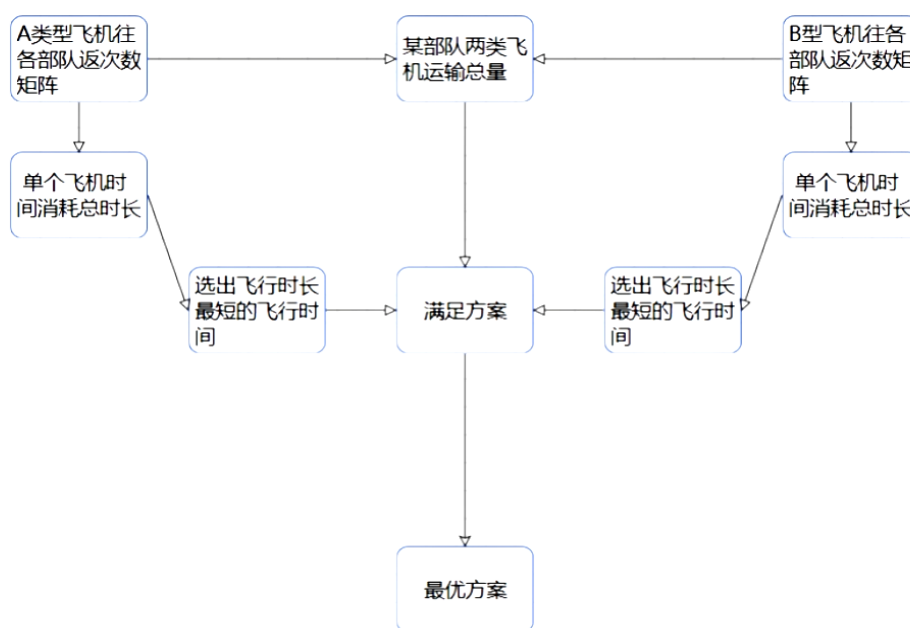 A类型飞机往
各部队返次数
矩阵
某部队两类飞
机运输总量
B型飞机往各
部队返次数矩
阵
单个飞机时
间消耗总时长
单个飞机时
间消耗总时长
选出飞行时长
最短的飞行时
间
满足方案
选出飞行时长
最短的飞行时
间
最优方案